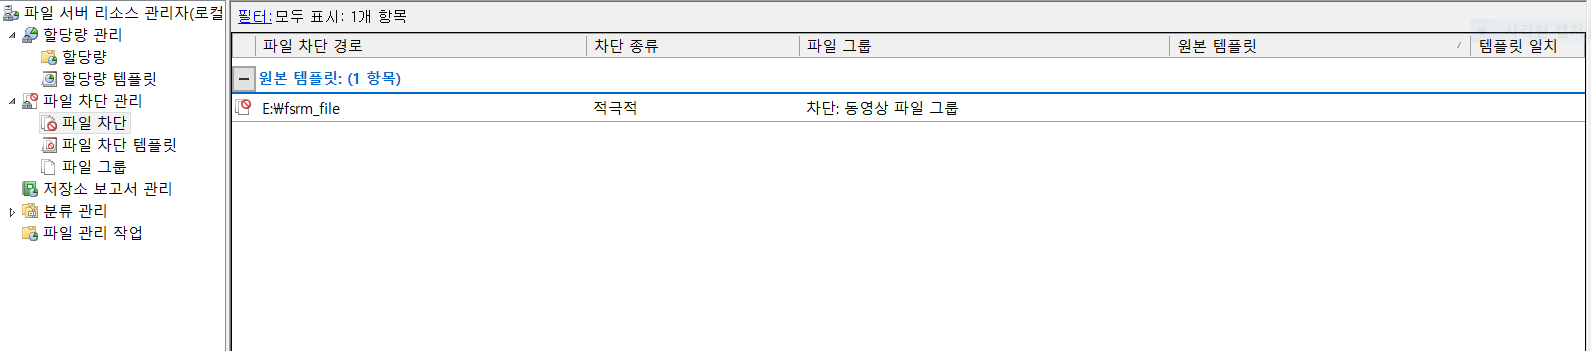 파일 서버 리소스 관리자(로컬
할당량 관리
할당량
할당량 템플릿
파일 차단 관리
파일 차단
파일 차단 템플릿
파일 그룹
저장소 보고서 관리
분류 관리
파일 관리 작업
필터: 모두 표시: 1개 항목
파일 차단 경로 차단 종류 파일 그룹 원본 템플릿 템플릿 일치
원본 템플릿: (1 항목)
E:₩fsrm_file 적극적 차단: 동영상 파일 그룹